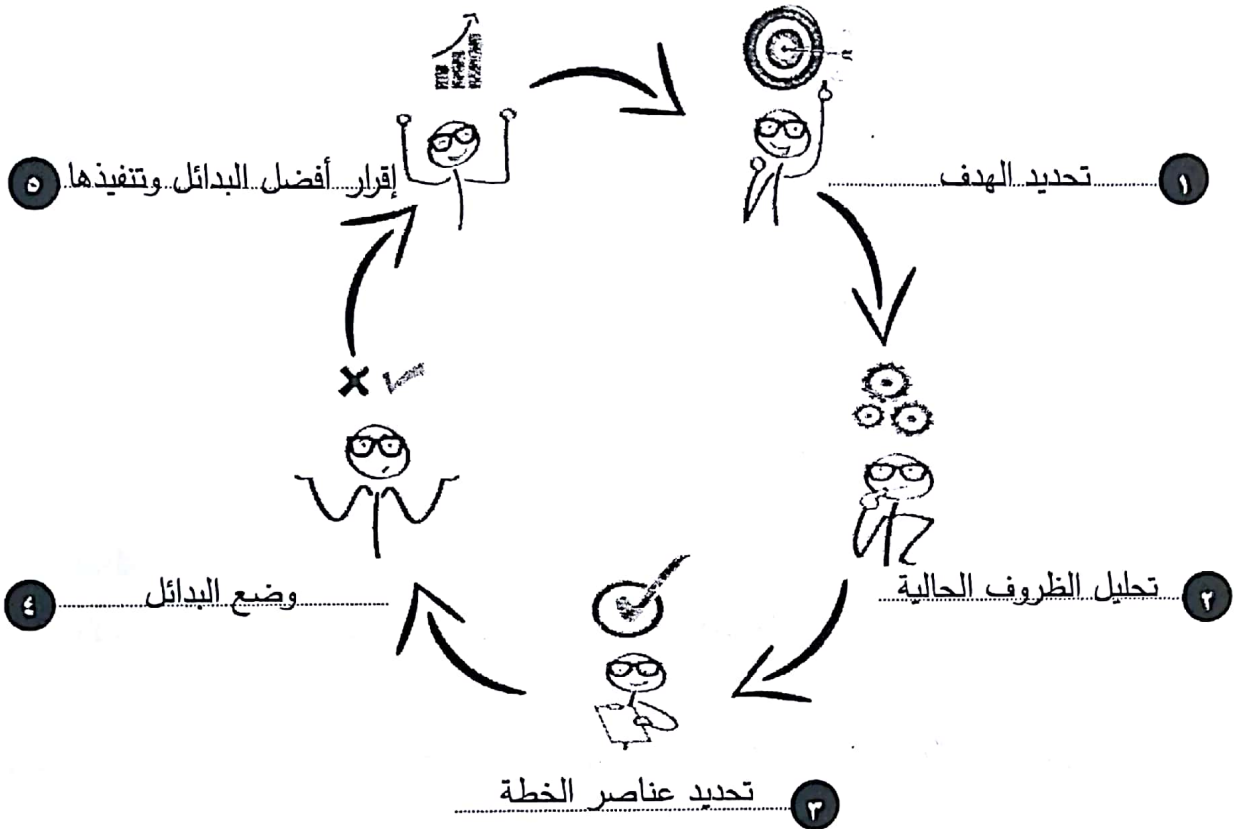 ١ تحديد الهدف
٢ تحليل الظروف الحالية
٣ تحديد عناصر الخطة
٤ وضع البدائل
٥ إقرار أفضل البدائل وتنفيذها